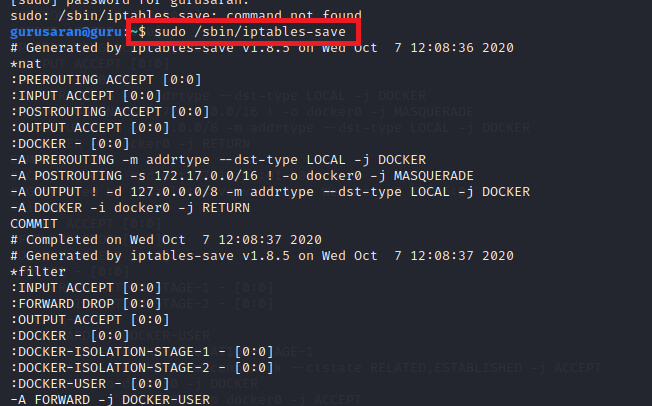 [sudo] password for gurusaran:
sudo: /sbin/iptables save: command not found
gurusaran@guru:~$ sudo /sbin/iptables-save
# Generated by iptables-save v1.8.5 on Wed Oct  7 12:08:36 2020
*nat
:PREROUTING ACCEPT [0:0]
:INPUT ACCEPT [0:0]
:POSTROUTING ACCEPT [0:0]
:OUTPUT ACCEPT [0:0]
:DOCKER - [0:0]
-A PREROUTING -m addrtype --dst-type LOCAL -j DOCKER
-A POSTROUTING -s 172.17.0.0/16 ! -o docker0 -j MASQUERADE
-A OUTPUT ! -d 127.0.0.0/8 -m addrtype --dst-type LOCAL -j DOCKER
-A DOCKER -i docker0 -j RETURN
COMMIT
# Completed on Wed Oct  7 12:08:37 2020
# Generated by iptables-save v1.8.5 on Wed Oct  7 12:08:37 2020
*filter
:INPUT ACCEPT [0:0]
:FORWARD DROP [0:0]
:OUTPUT ACCEPT [0:0]
:DOCKER - [0:0]
:DOCKER-ISOLATION-STAGE-1 - [0:0]
:DOCKER-ISOLATION-STAGE-2 - [0:0]
:DOCKER-USER - [0:0]
-A FORWARD -j DOCKER-USER